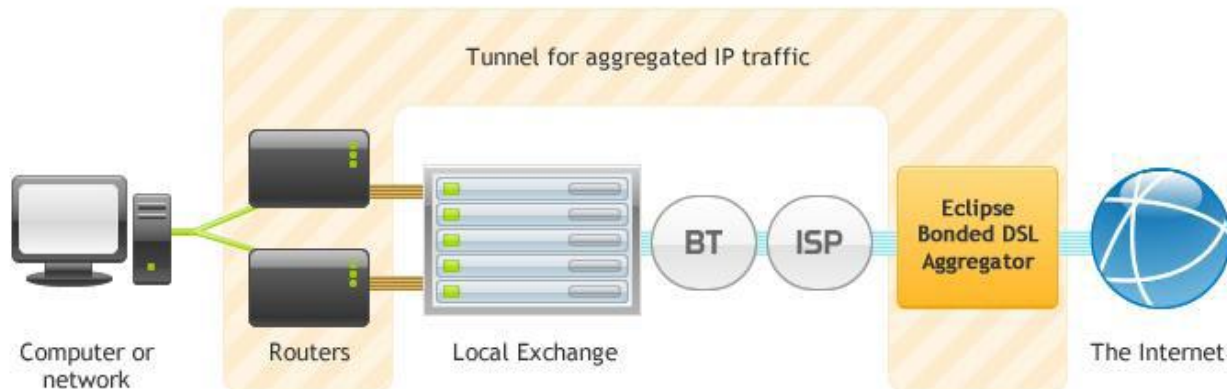 Tunnel for aggregated IP traffic
BT
ISP
Eclipse
Bonded DSL
Aggregator
Computer or
network
Routers
Local Exchange
The Internet